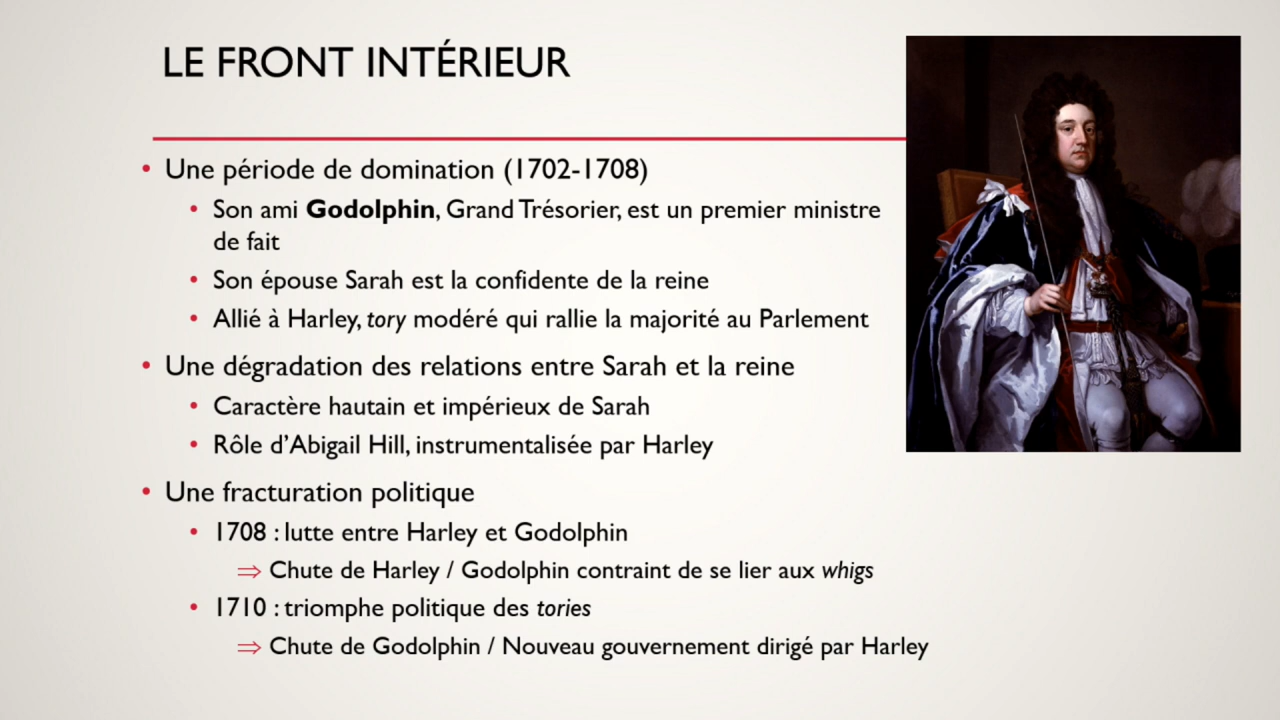 LE FRONT INTÉRIEUR
• Une période de domination (1702-1708)
• Son ami Godolphin, Grand Trésorier, est un premier ministre
de fait
• Son épouse Sarah est la confidente de la reine
• Allié à Harley, tory modéré qui rallie la majorité au Parlement
• Une dégradation des relations entre Sarah et la reine
• Caractère hautain et impérieux de Sarah
• Rôle d'Abigail Hill, instrumentalisée par Harley
• Une fracturation politique
• 1708 : lutte entre Harley et Godolphin
⇒ Chute de Harley / Godolphin contraint de se lier aux whigs
• 1710 : triomphe politique des tories
⇒ Chute de Godolphin / Nouveau gouvernement dirigé par Harley